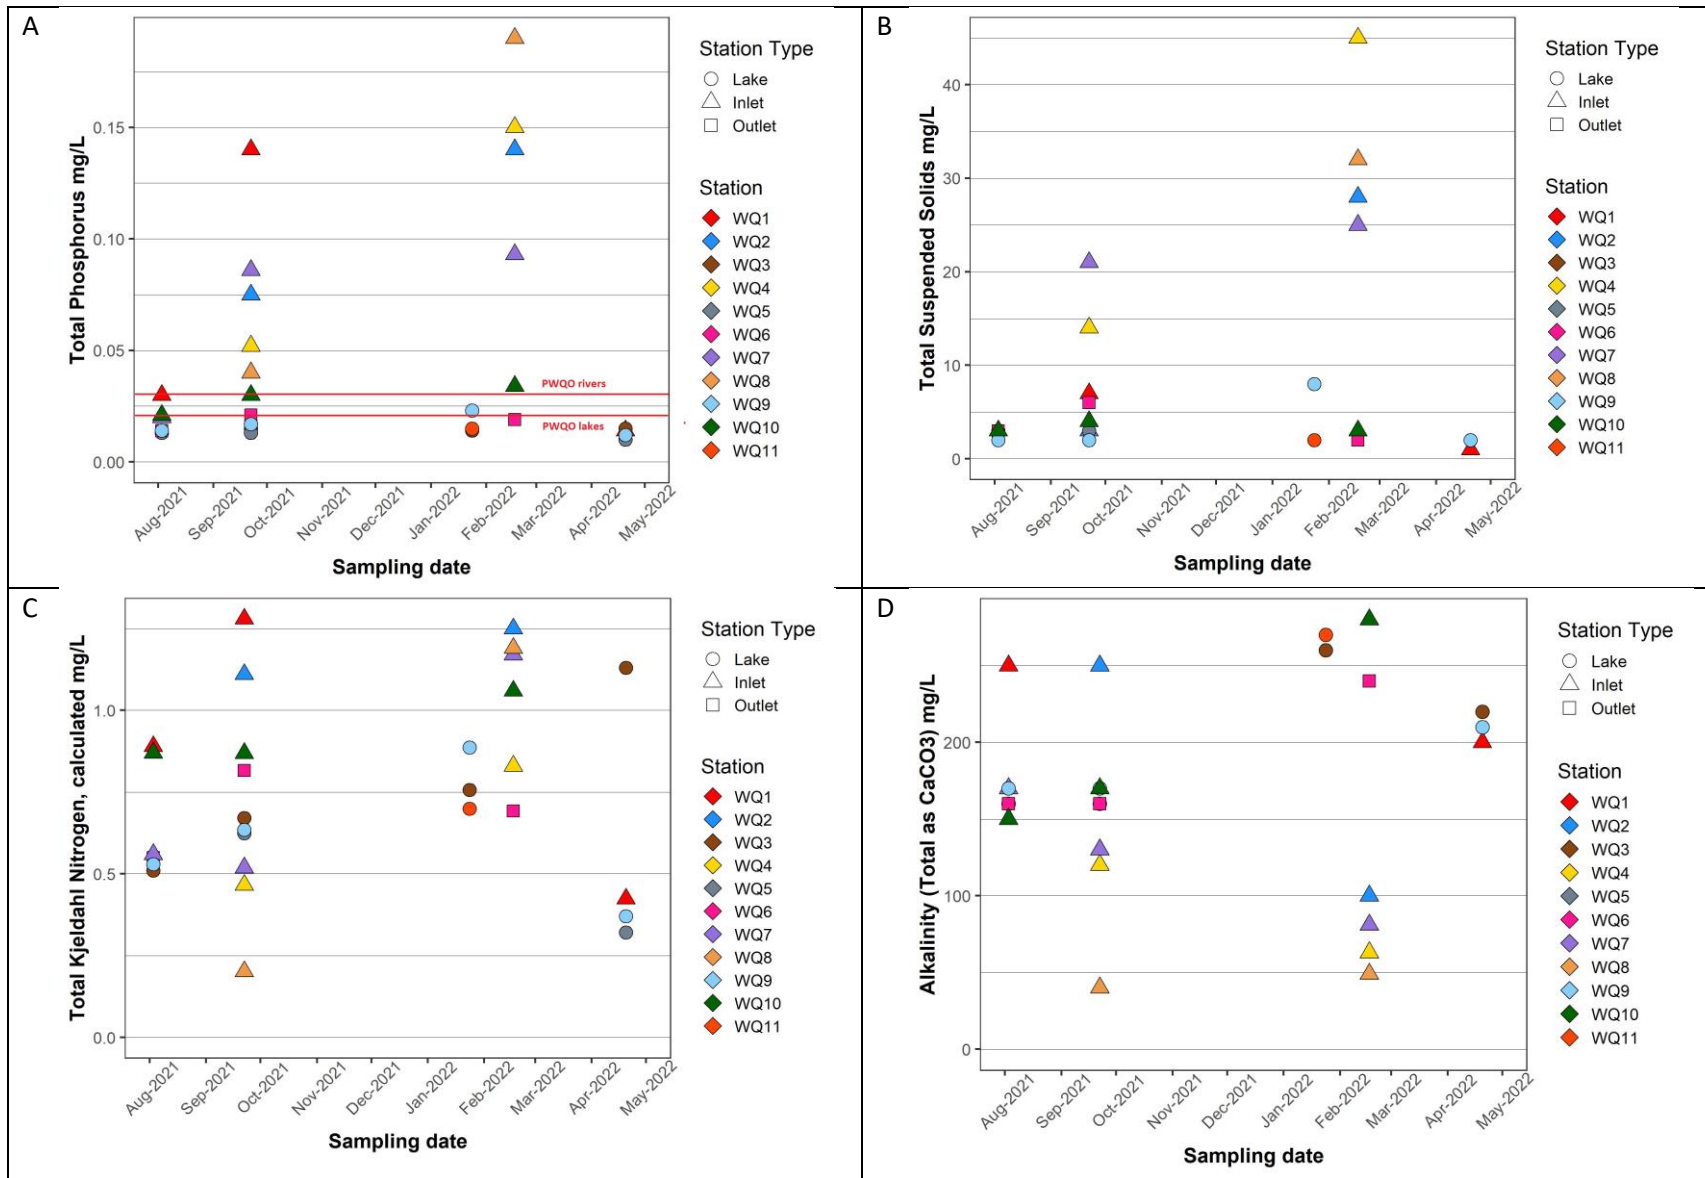 A
Total Phosphorus mg/L
0.15
0.10
0.05
0.00
PWQO rivers
PWQO lakes
Aug-2021
Sep-2021
Oct-2021
Nov-2021
Dec-2021
Jan-2022
Feb-2022
Mar-2022
Apr-2022
May-2022
Sampling date
Station Type
Lake
Inlet
Outlet
Station
WQ1
WQ2
WQ3
WQ4
WQ5
WQ6
WQ7
WQ8
WQ9
WQ10
WQ11
B
Total Suspended Solids mg/L
40
30
20
10
0
Aug-2021
Sep-2021
Oct-2021
Nov-2021
Dec-2021
Jan-2022
Feb-2022
Mar-2022
Apr-2022
May-2022
Sampling date
Station Type
Lake
Inlet
Outlet
Station
WQ1
WQ2
WQ3
WQ4
WQ5
WQ6
WQ7
WQ8
WQ9
WQ10
WQ11
C
Total Kjeldahl Nitrogen, calculated mg/L
1.0
0.5
0.0
Aug-2021
Sep-2021
Oct-2021
Nov-2021
Dec-2021
Jan-2022
Feb-2022
Mar-2022
Apr-2022
May-2022
Sampling date
Station Type
Lake
Inlet
Outlet
Station
WQ1
WQ2
WQ3
WQ4
WQ5
WQ6
WQ7
WQ8
WQ9
WQ10
WQ11
D
Alkalinity (Total as CaCO3) mg/L
200
100
0
Aug-2021
Sep-2021
Oct-2021
Nov-2021
Dec-2021
Jan-2022
Feb-2022
Mar-2022
Apr-2022
May-2022
Sampling date
Station Type
Lake
Inlet
Outlet
Station
WQ1
WQ2
WQ3
WQ4
WQ5
WQ6
WQ7
WQ8
WQ9
WQ10
WQ11